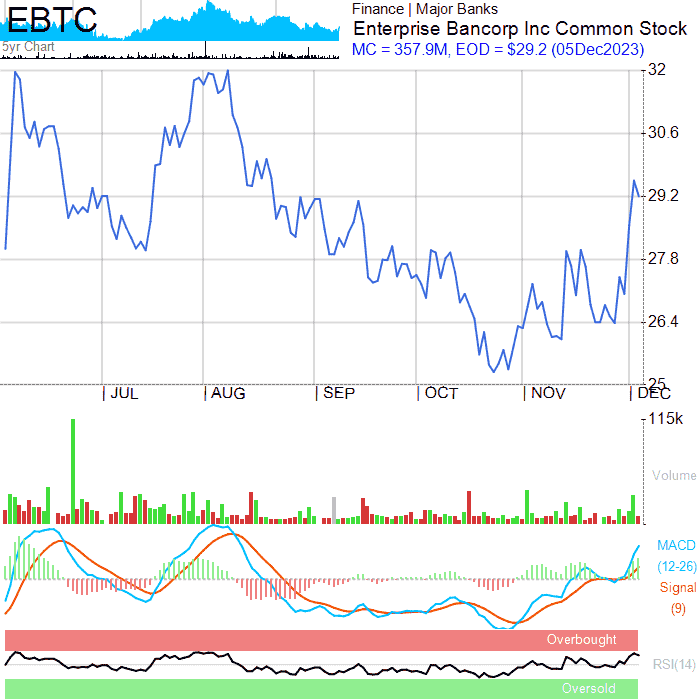 EBTC
5yr Chart
Finance | Major Banks
Enterprise Bancorp Inc Common Stock
MC = 357.9M, EOD = $29.2 (05Dec2023)
32
30.6
29.2
27.8
26.4
25
| JUL | AUG | SEP | OCT | NOV | DEC
115k
Volume
MACD
(12-26)
Signal
(9)
Overbought
RSI(14)
Oversold